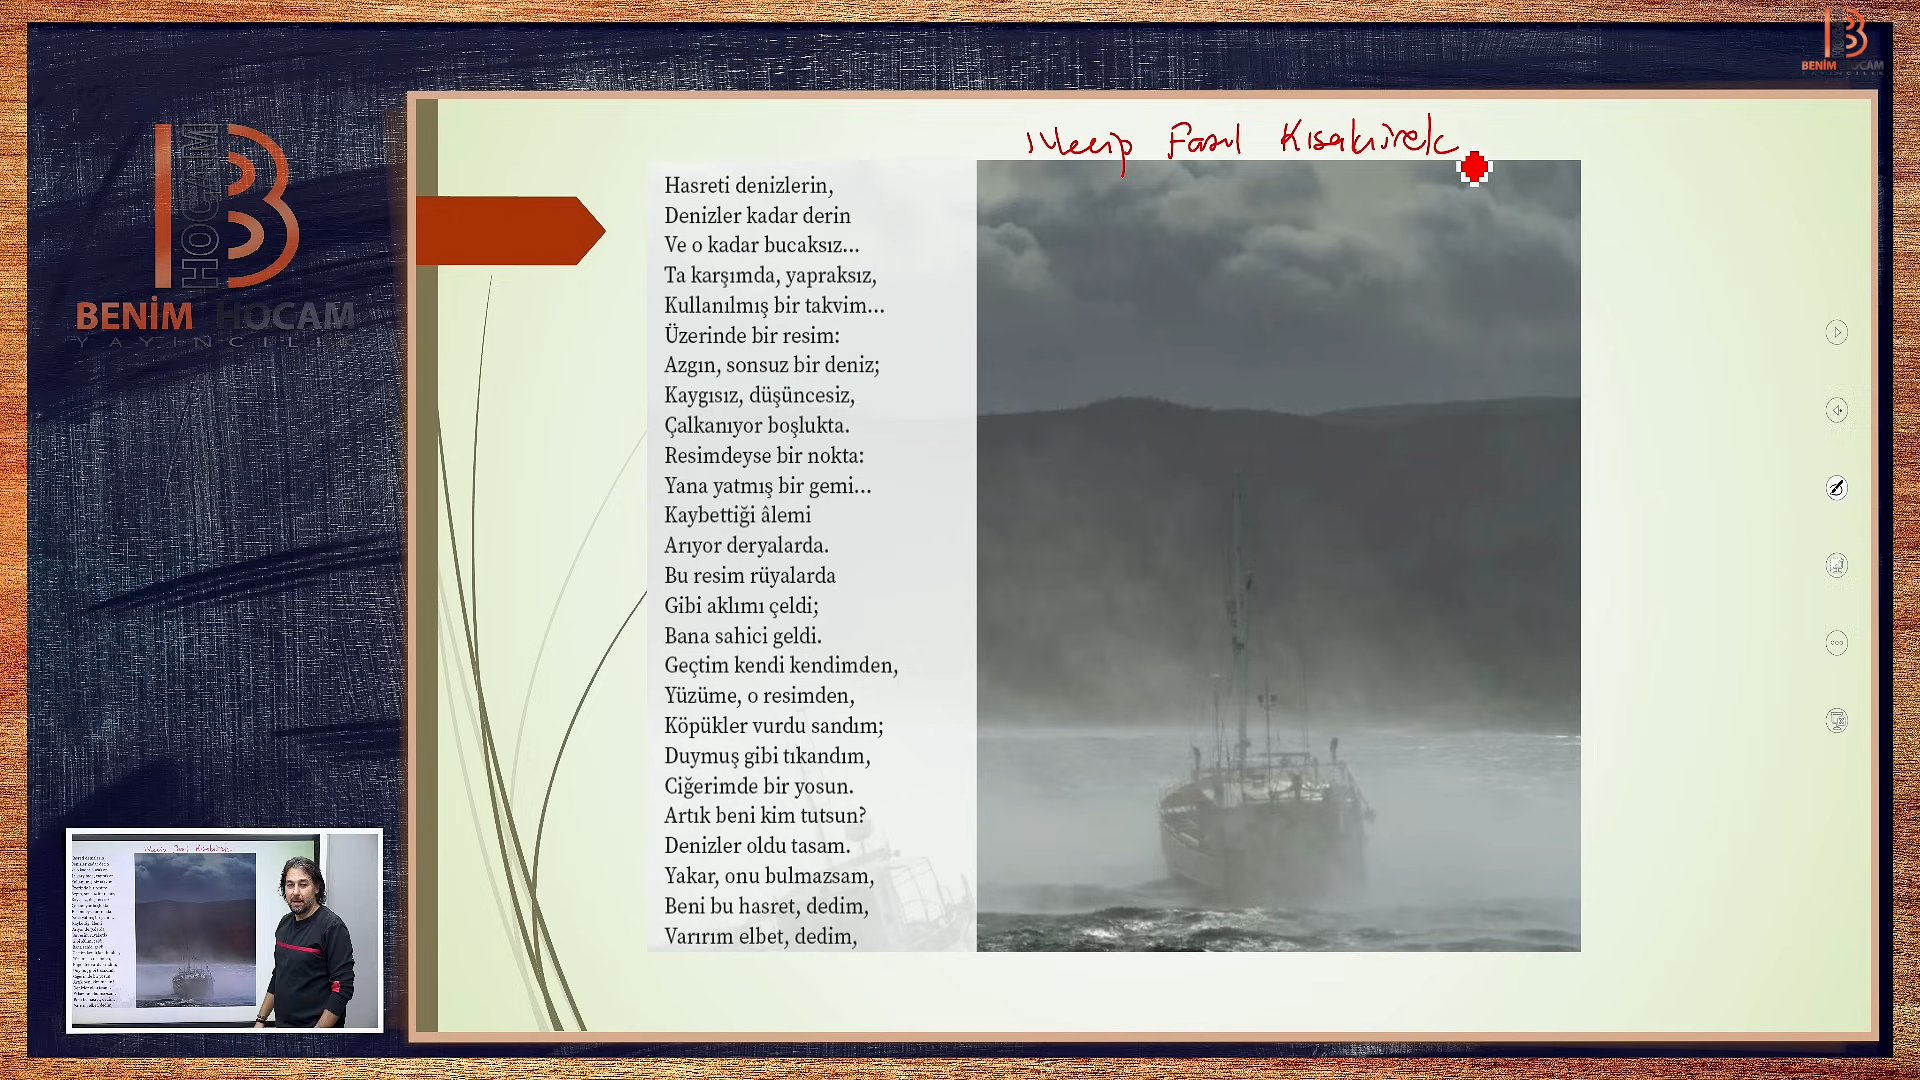 BENİM HOCAM
YAYINCILIK
HOCAM
BENİM HOCAM
YAYINCILIK
Necip Fazıl Kısakürek
Hasreti denizlerin,
Denizler kadar derin
Ve o kadar bucaksız...
Ta karşımda, yapraksız,
Kullanılmış bir takvim...
Üzerinde bir resim:
Azgın, sonsuz bir deniz;
Kaygısız, düşüncesiz,
Çalkanıyor boşlukta.
Resimdeyse bir nokta:
Yana yatmış bir gemi...
Kaybettiği âlemi
Arıyor deryalarda.
Bu resim rüyalarda
Gibi aklımı çeldi;
Bana sahici geldi.
Geçtim kendi kendimden,
Yüzüme, o resimden,
Köpükler vurdu sandım;
Duymuş gibi tıkandım,
Ciğerimde bir yosun.
Artık beni kim tutsun?
Denizler oldu tasam.
Yakar, onu bulmazsam,
Beni bu hasret, dedim,
Varırım elbet, dedim,